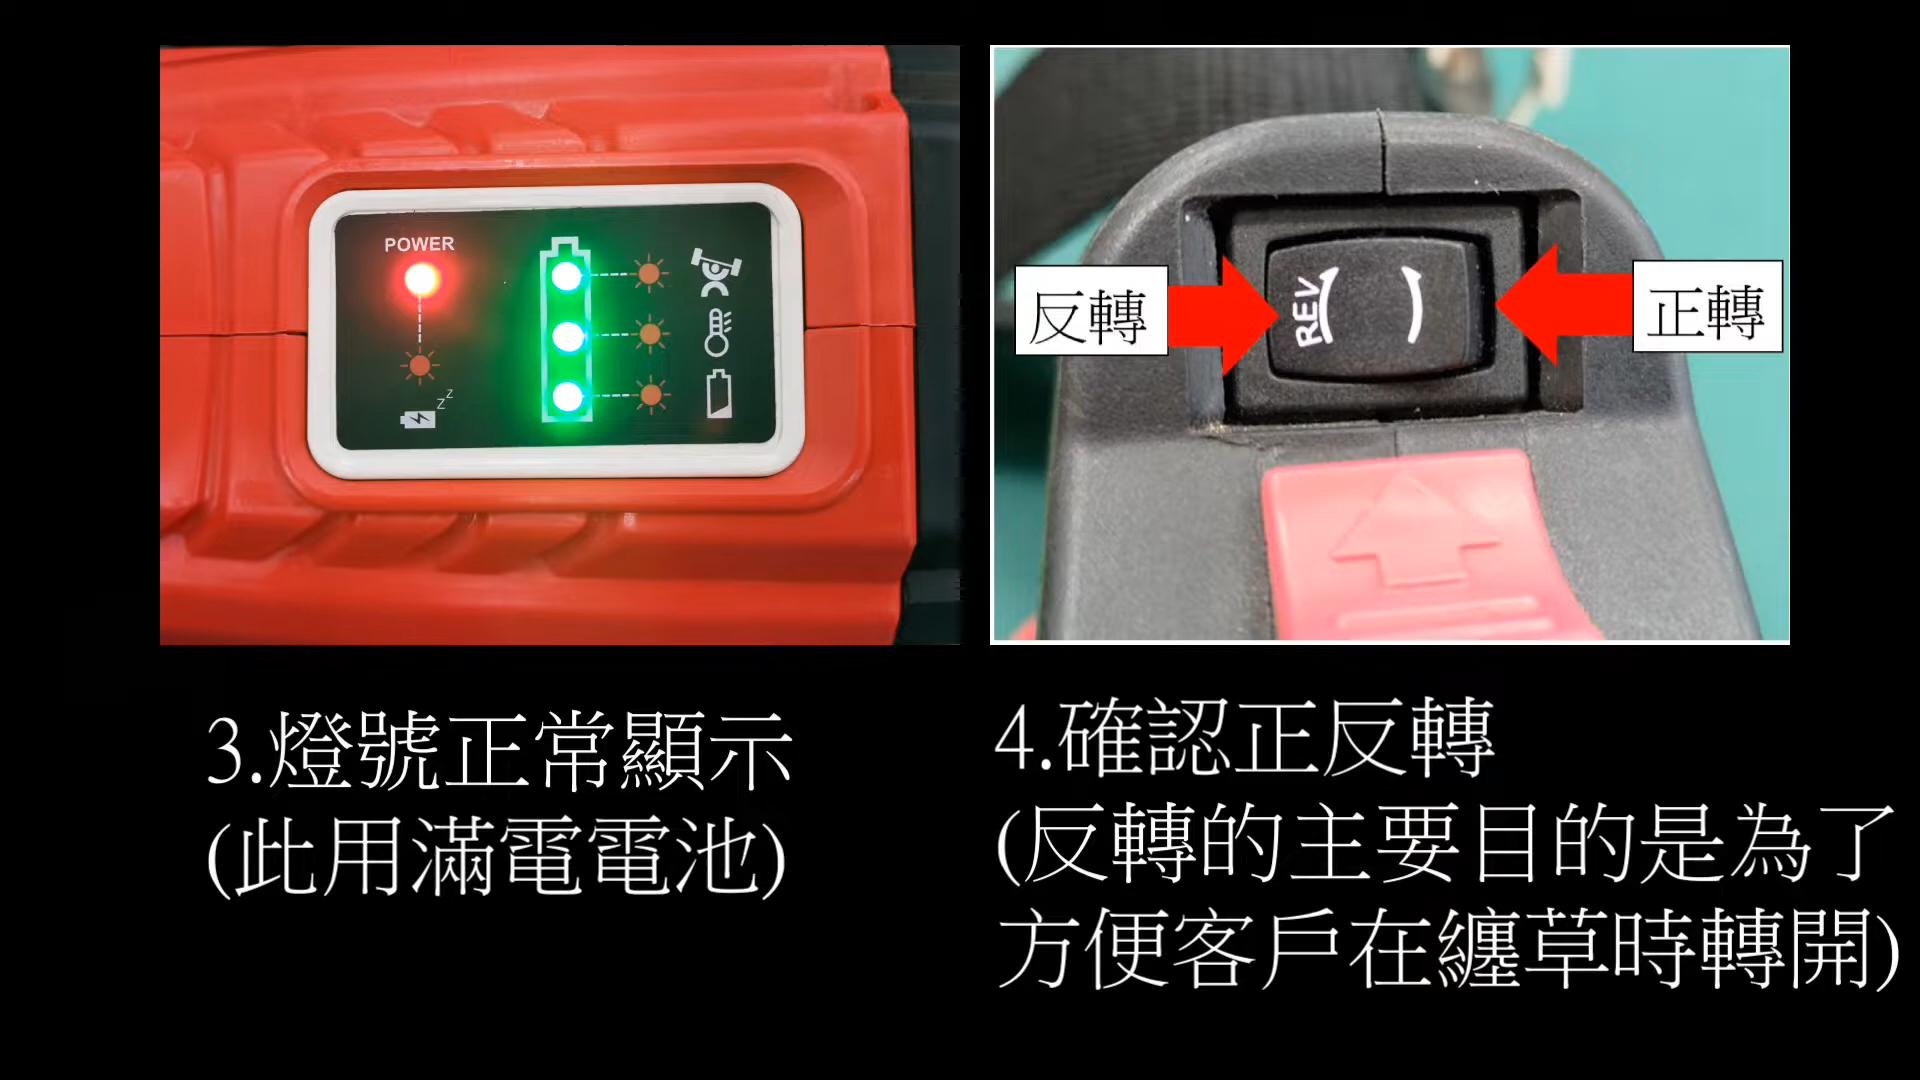 POWER
zz
反轉
REV
正轉
3.燈號正常顯示
(此用滿電電池)
4.確認正反轉
(反轉的主要目的是為了
方便客戶在纏草時轉開)